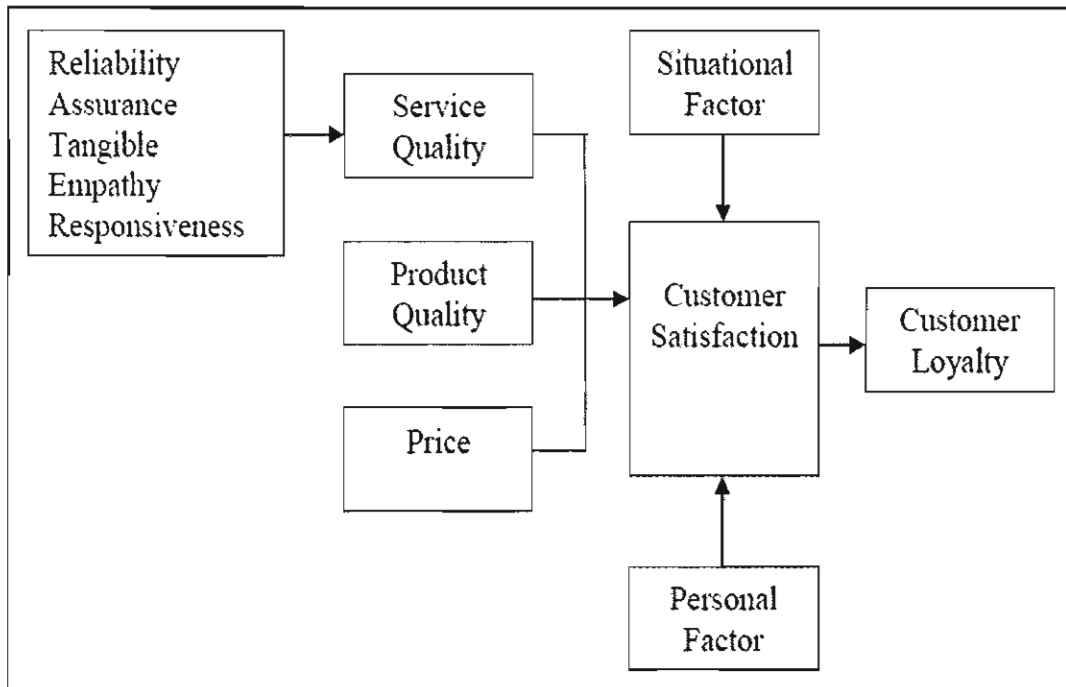 Reliability
Assurance
Tangible
Empathy
Responsiveness
Service
Quality
Product
Quality
Price
Situational
Factor
Customer
Satisfaction
Personal
Factor
Customer
Loyalty